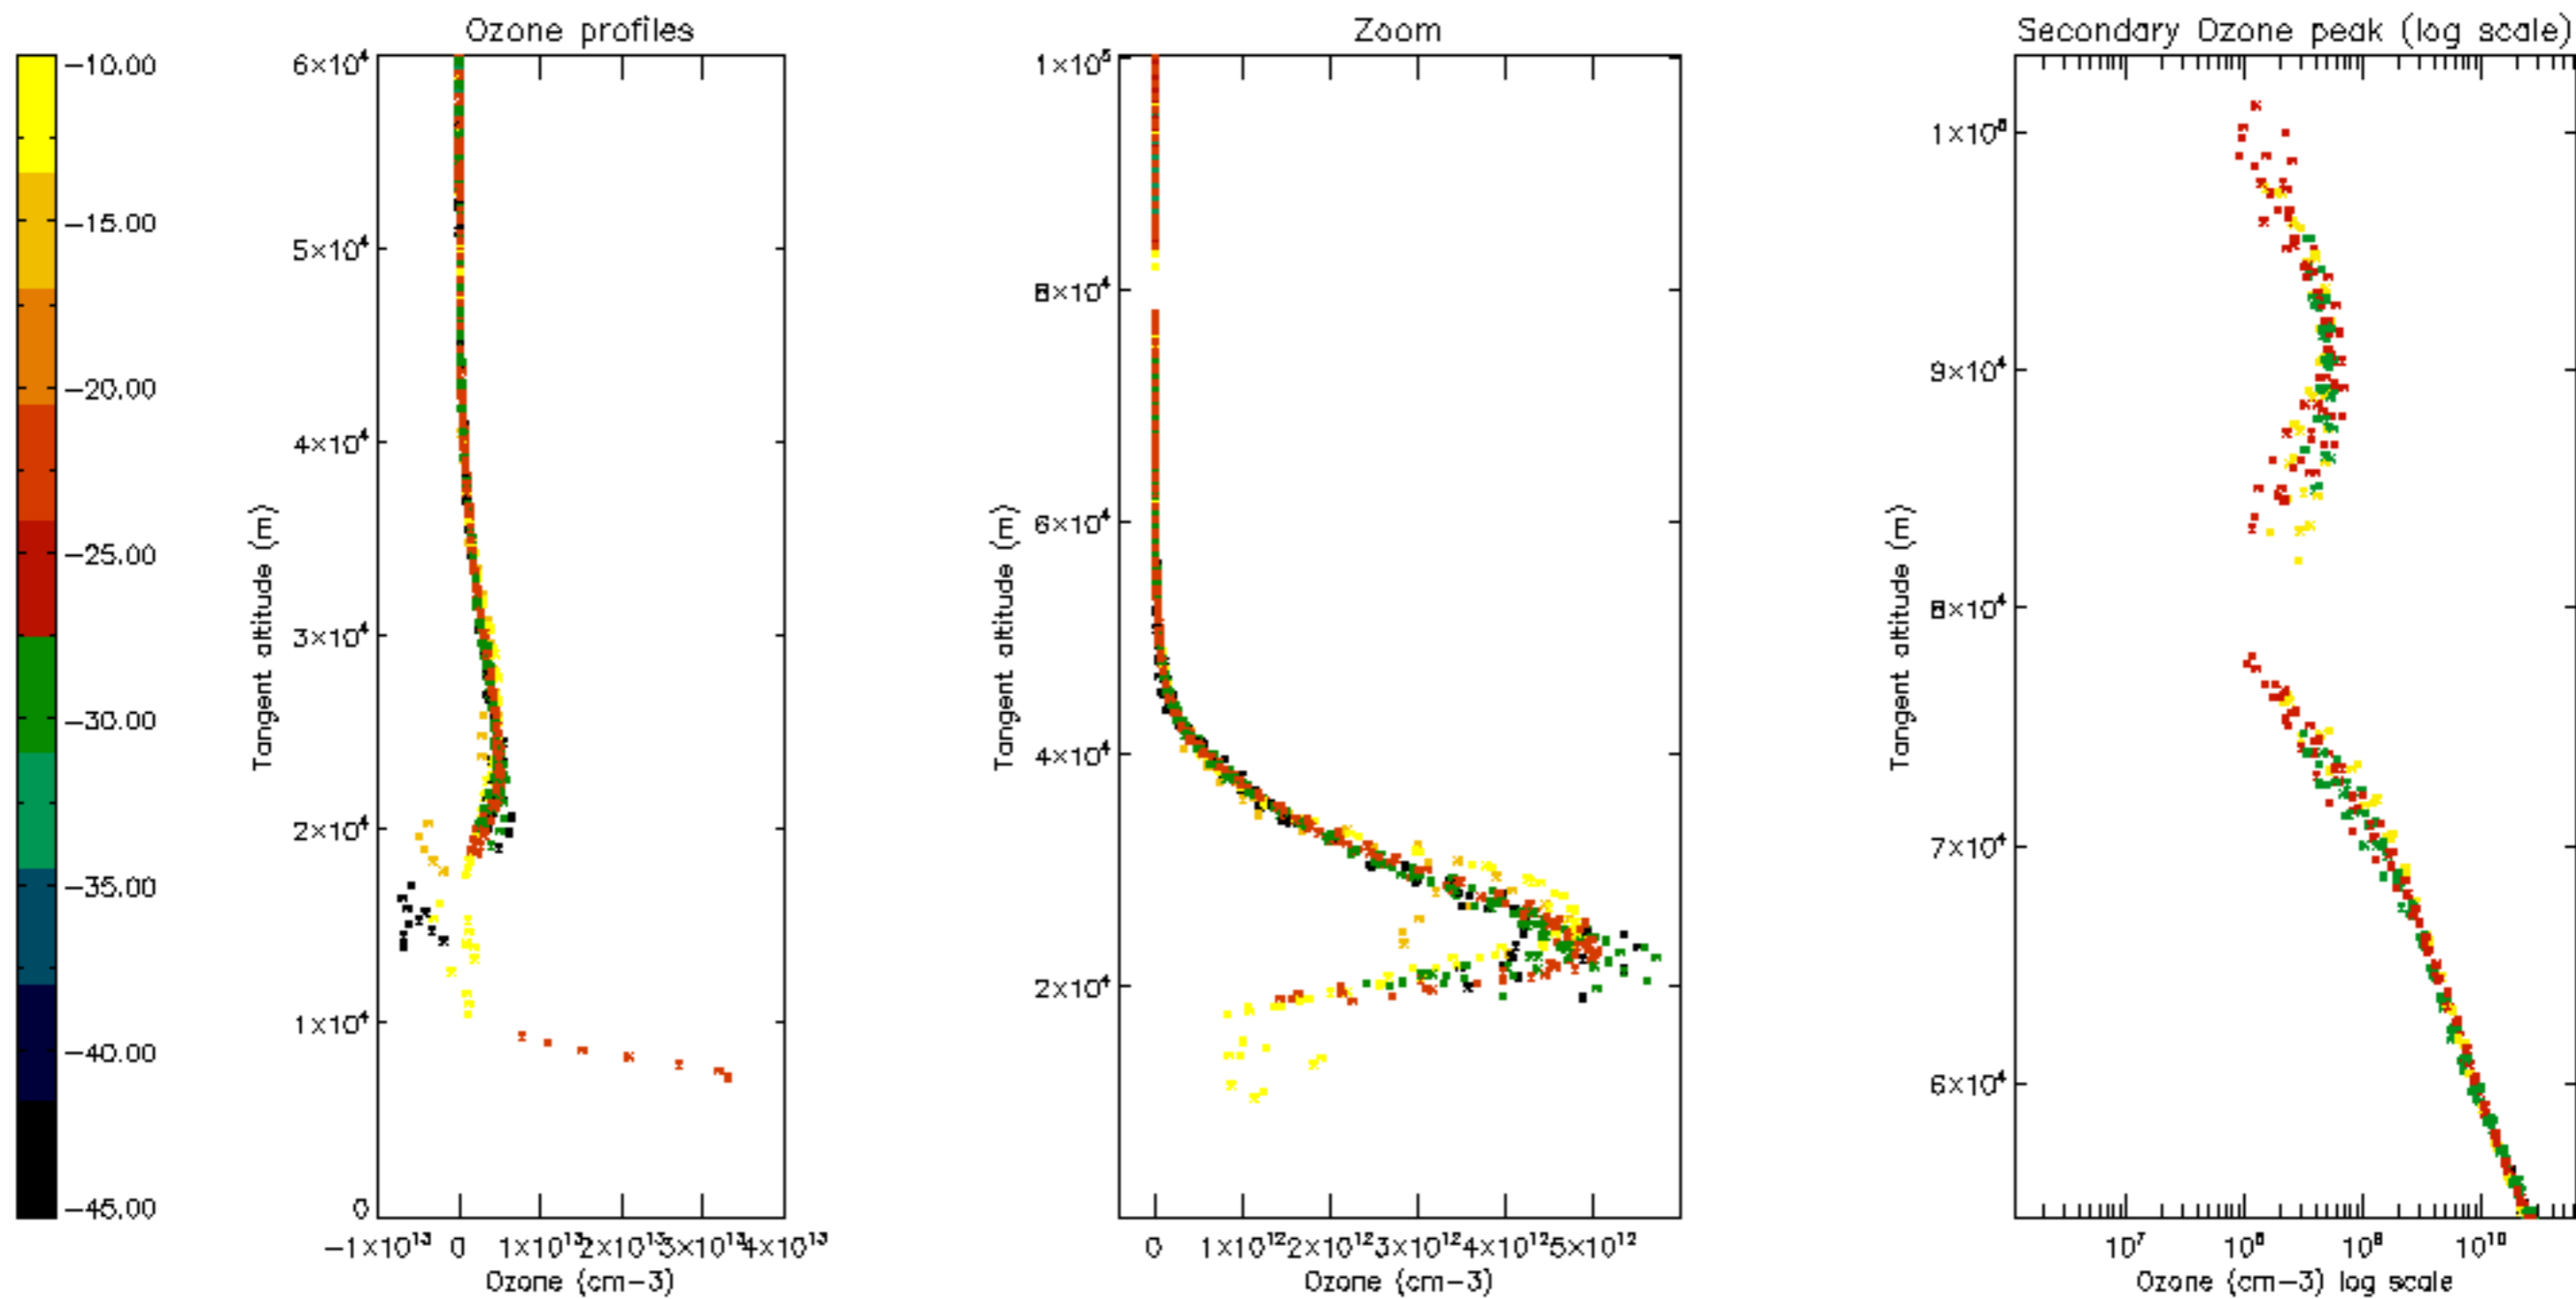 Ozone profiles
Zoom
Secondary Ozone peak (log scale)
−10.00
−15.00
−20.00
−25.00
−30.00
−35.00
−40.00
−45.00
6×10⁴
5×10⁴
4×10⁴
3×10⁴
2×10⁴
1×10⁴
0
Tangent altitude (m)
−1×10¹³ 0 1×10¹³ 2×10¹³ 3×10¹³ 4×10¹³
Ozone (cm−3)
1×10⁵
8×10⁴
6×10⁴
4×10⁴
2×10⁴
Tangent altitude (m)
0 1×10¹² 2×10¹² 3×10¹² 4×10¹² 5×10¹²
Ozone (cm−3)
1×10⁵
9×10⁴
8×10⁴
7×10⁴
6×10⁴
Tangent altitude (m)
10⁷ 10⁸ 10⁹ 10¹⁰
Ozone (cm−3) log scale